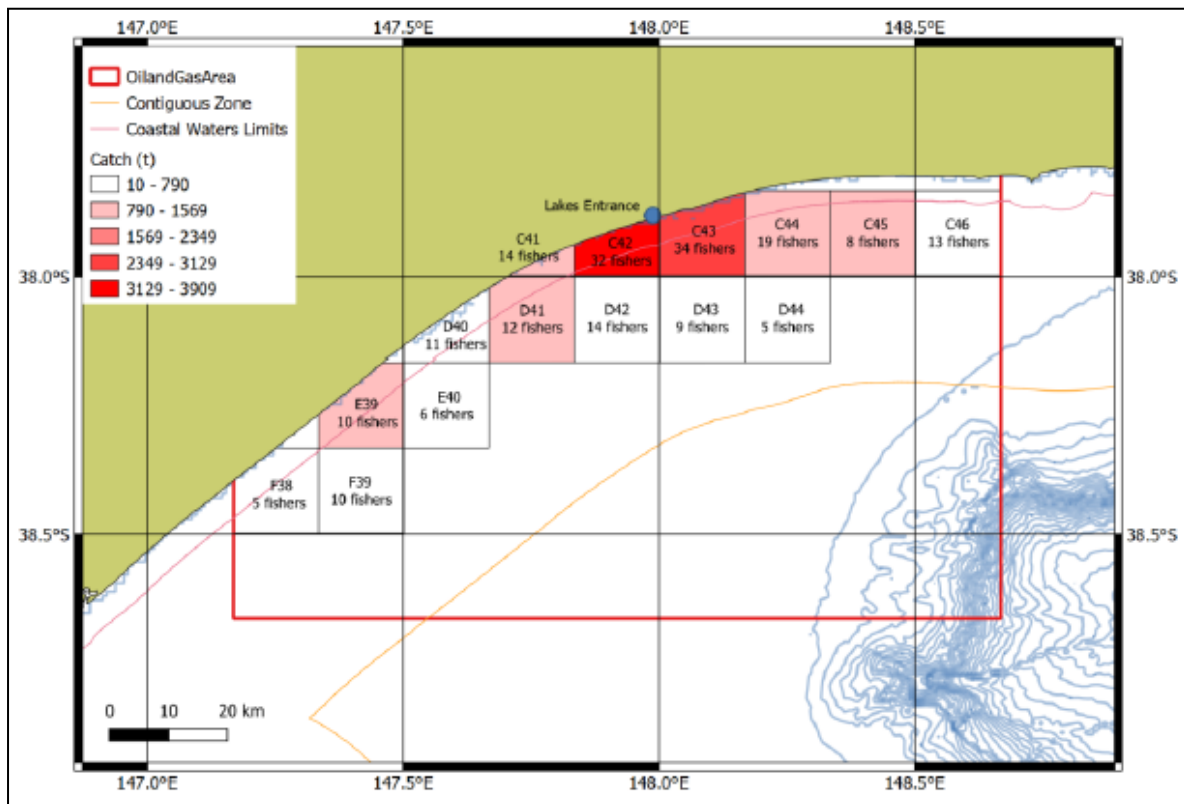 147.0°E 147.5°E 148.0°E 148.5°E
OilandGasArea
Contiguous Zone
Coastal Waters Limits
Catch (t)
10 - 790
790 - 1569
1569 - 2349
2349 - 3129
3129 - 3909
Lakes Entrance
C41
14 fishers
C42
32 fishers
C43
34 fishers
C44
19 fishers
C45
8 fishers
C46
13 fishers
38.0°S 38.0°S
D40
11 fishers
D41
12 fishers
D42
14 fishers
D43
9 fishers
D44
5 fishers
E39
10 fishers
E40
6 fishers
F38
5 fishers
F39
10 fishers
38.5°S 38.5°S
0 10 20 km
147.0°E 147.5°E 148.0°E 148.5°E